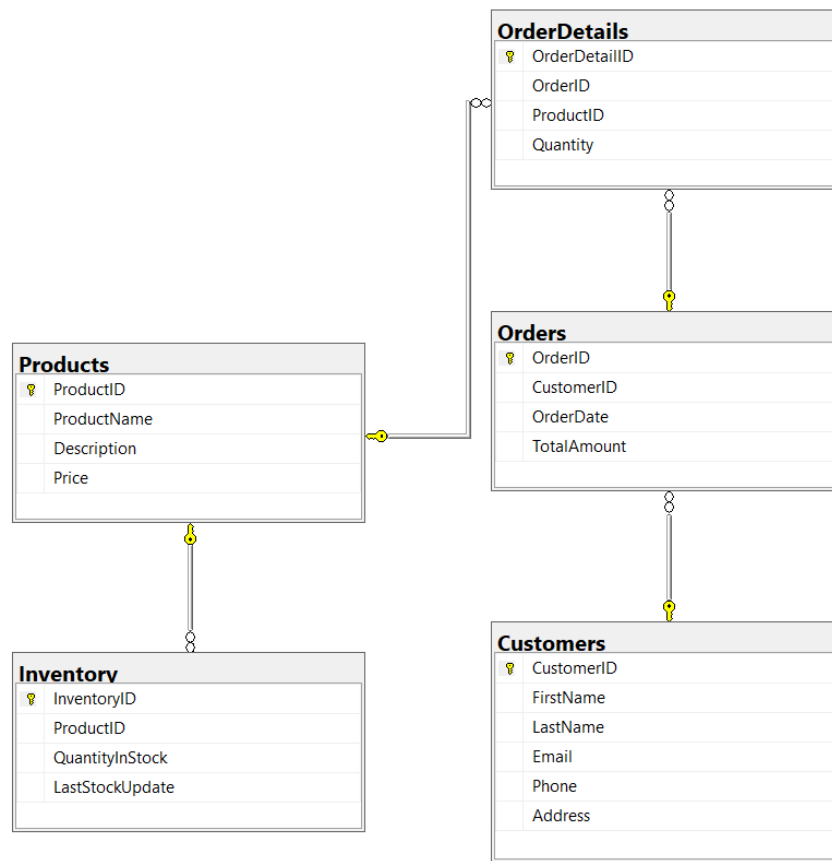 OrderDetails
OrderDetailID
OrderID
ProductID
Quantity
Orders
OrderID
CustomerID
OrderDate
TotalAmount
Products
ProductID
ProductName
Description
Price
Inventory
InventoryID
ProductID
QuantityInStock
LastStockUpdate
Customers
CustomerID
FirstName
LastName
Email
Phone
Address